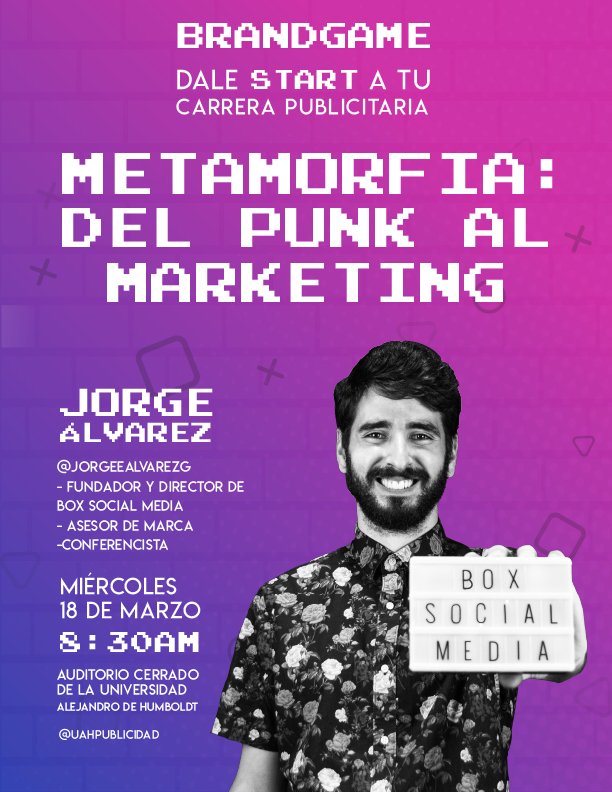 BRANDGAME
DALE START A TU
CARRERA PUBLICITARIA
METAMORFIA:
DEL PUNK AL
MARKETING
JORGE
ÁLVAREZ
@JORGEEALVAREZG
- FUNDADOR Y DIRECTOR DE
BOX SOCIAL MEDIA
- ASESOR DE MARCA
-CONFERENCISTA
MIÉRCOLES
18 DE MARZO
8:30AM
AUDITORIO CERRADO
DE LA UNIVERSIDAD
ALEJANDRO DE HUMBOLDT
@UAHPUBLICIDAD
BOX
SOCIAL
MEDIA